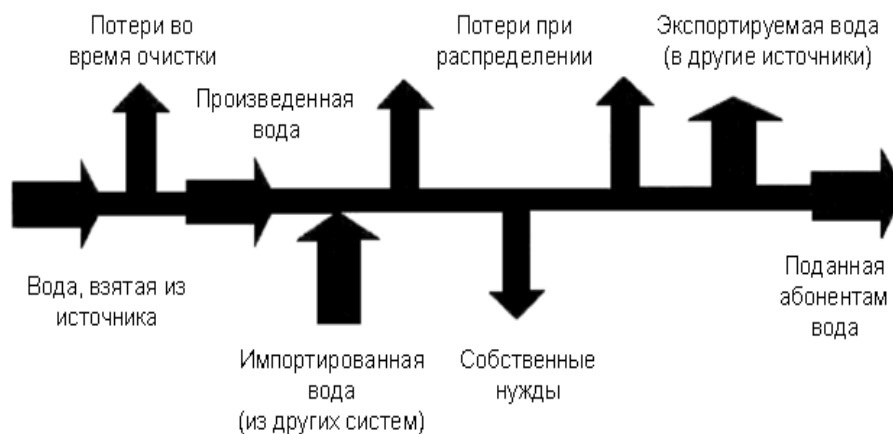 Потери во
время очистки
Произведенная
вода
Потери при
распределении
Экспортируемая вода
(в другие источники)
Вода, взятая из
источника
Импортированная
вода
(из других систем)
Собственные
нужды
Поданная
абонентам
вода